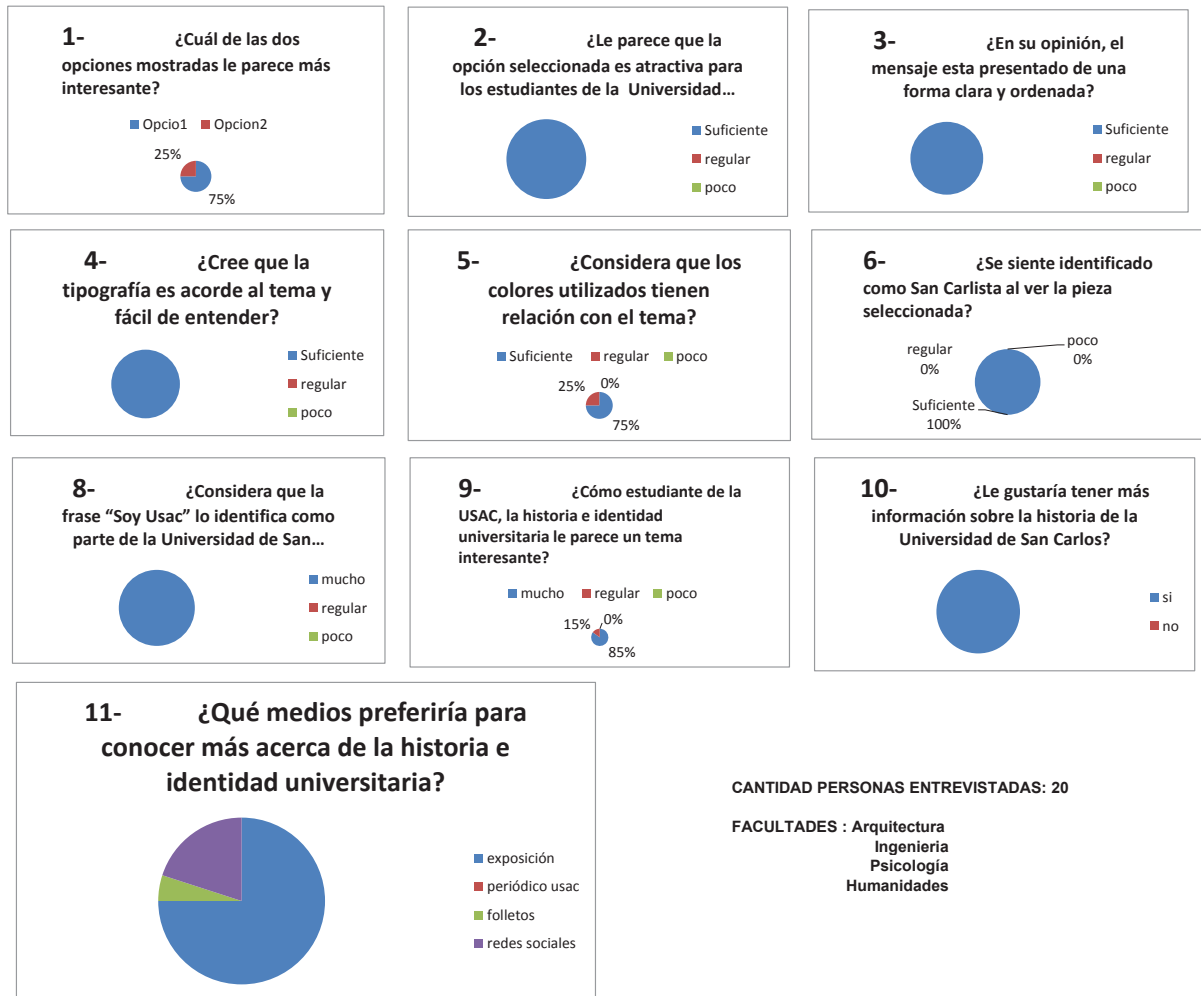 1- ¿Cuál de las dos
opciones mostradas le parece más
interesante?
Opcio1 Opcion2
25%
75%
2- ¿Le parece que la
opción seleccionada es atractiva para
los estudiantes de la Universidad...
Suficiente
regular
poco
3- ¿En su opinión, el
mensaje esta presentado de una
forma clara y ordenada?
Suficiente
regular
poco
4- ¿Cree que la
tipografía es acorde al tema y
fácil de entender?
Suficiente
regular
poco
5- ¿Considera que los
colores utilizados tienen
relación con el tema?
Suficiente regular poco
25% 0%
75%
6- ¿Se siente identificado
como San Carlista al ver la pieza
seleccionada?
regular
0%
poco
0%
Suficiente
100%
8- ¿Considera que la
frase “Soy Usac” lo identifica como
parte de la Universidad de San...
mucho
regular
poco
9- ¿Cómo estudiante de la
USAC, la historia e identidad
universitaria le parece un tema
interesante?
mucho regular poco
15% 0%
85%
10- ¿Le gustaría tener más
información sobre la historia de la
Universidad de San Carlos?
si
no
11- ¿Qué medios preferiría para
conocer más acerca de la historia e
identidad universitaria?
exposición
periódico usac
folletos
redes sociales
CANTIDAD PERSONAS ENTREVISTADAS: 20
FACULTADES : Arquitectura
Ingenieria
Psicología
Humanidades